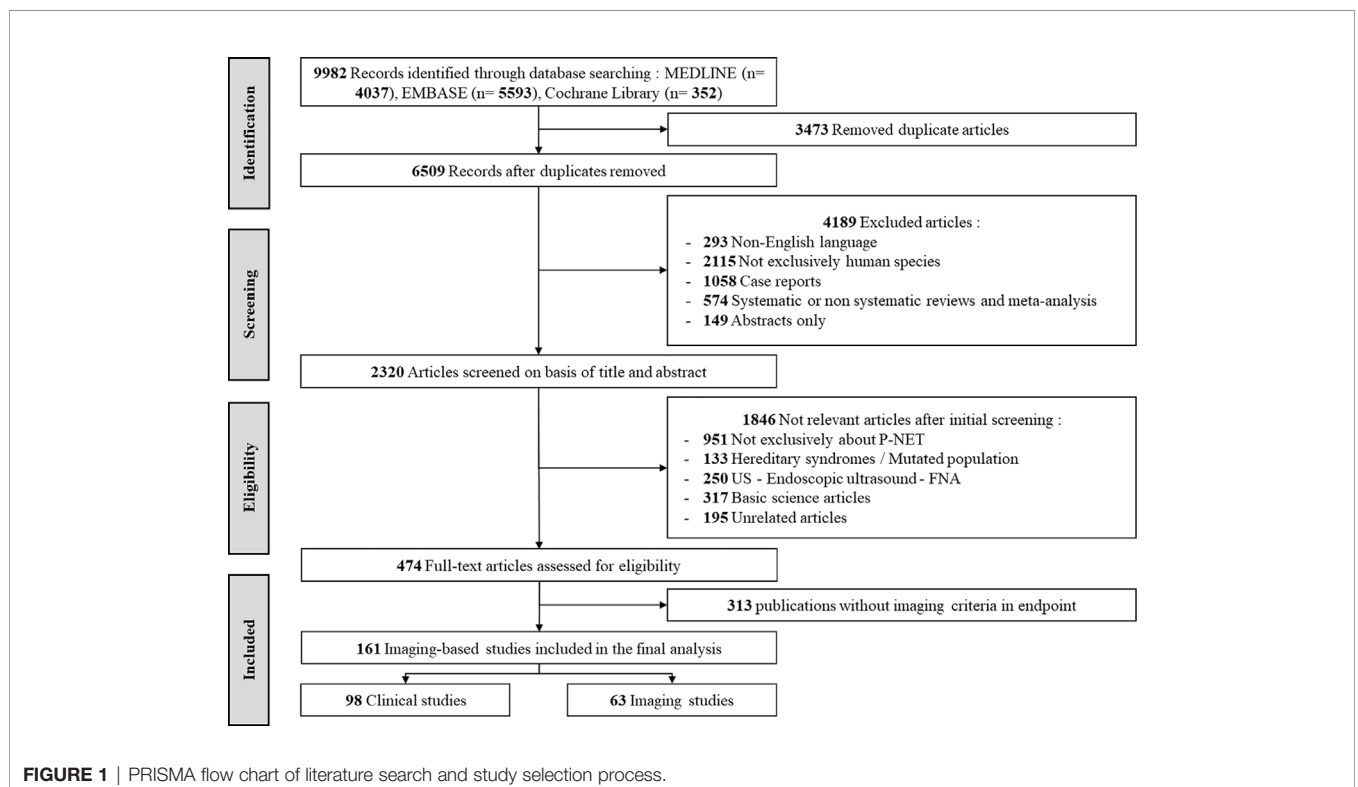 Identification
9982 Records identified through database searching : MEDLINE (n=
4037), EMBASE (n= 5593), Cochrane Library (n= 352)
3473 Removed duplicate articles
6509 Records after duplicates removed
Screening
4189 Excluded articles :
- 293 Non-English language
- 2115 Not exclusively human species
- 1058 Case reports
- 574 Systematic or non systematic reviews and meta-analysis
- 149 Abstracts only
2320 Articles screened on basis of title and abstract
Eligibility
1846 Not relevant articles after initial screening :
- 951 Not exclusively about P-NET
- 133 Hereditary syndromes / Mutated population
- 250 US - Endoscopic ultrasound - FNA
- 317 Basic science articles
- 195 Unrelated articles
474 Full-text articles assessed for eligibility
Included
313 publications without imaging criteria in endpoint
161 Imaging-based studies included in the final analysis
98 Clinical studies
63 Imaging studies
FIGURE 1 | PRISMA flow chart of literature search and study selection process.